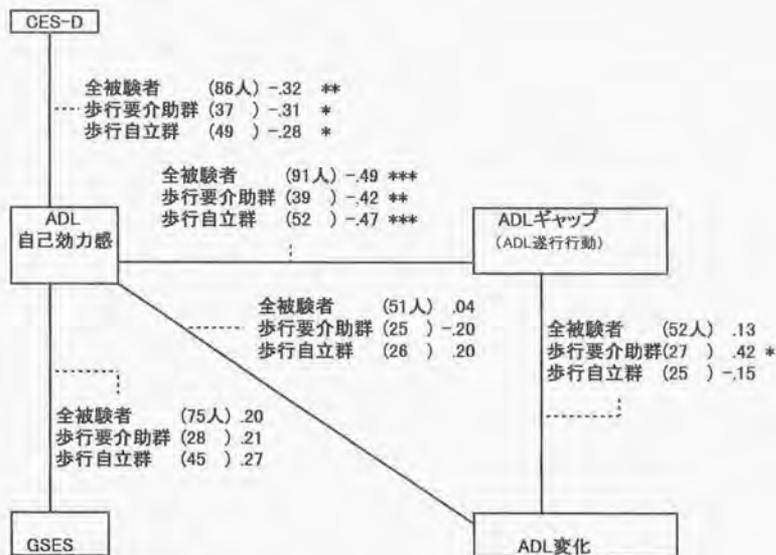 CES-D
全被験者 (86人) -.32 **
歩行要介助群 (37 ) -.31 *
歩行自立群 (49 ) -.28 *
全被験者 (91人) -.49 ***
歩行要介助群 (39 ) -.42 **
歩行自立群 (52 ) -.47 ***
ADL
自己効力感
ADLギャップ
(ADL遂行行動)
全被験者 (51人) .04
歩行要介助群 (25 ) -.20
歩行自立群 (26 ) .20
全被験者 (52人) .13
歩行要介助群(27 ) .42 *
歩行自立群 (25 ) -.15
全被験者 (75人) .20
歩行要介助群 (28 ) .21
歩行自立群 (45 ) .27
GSES
ADL変化